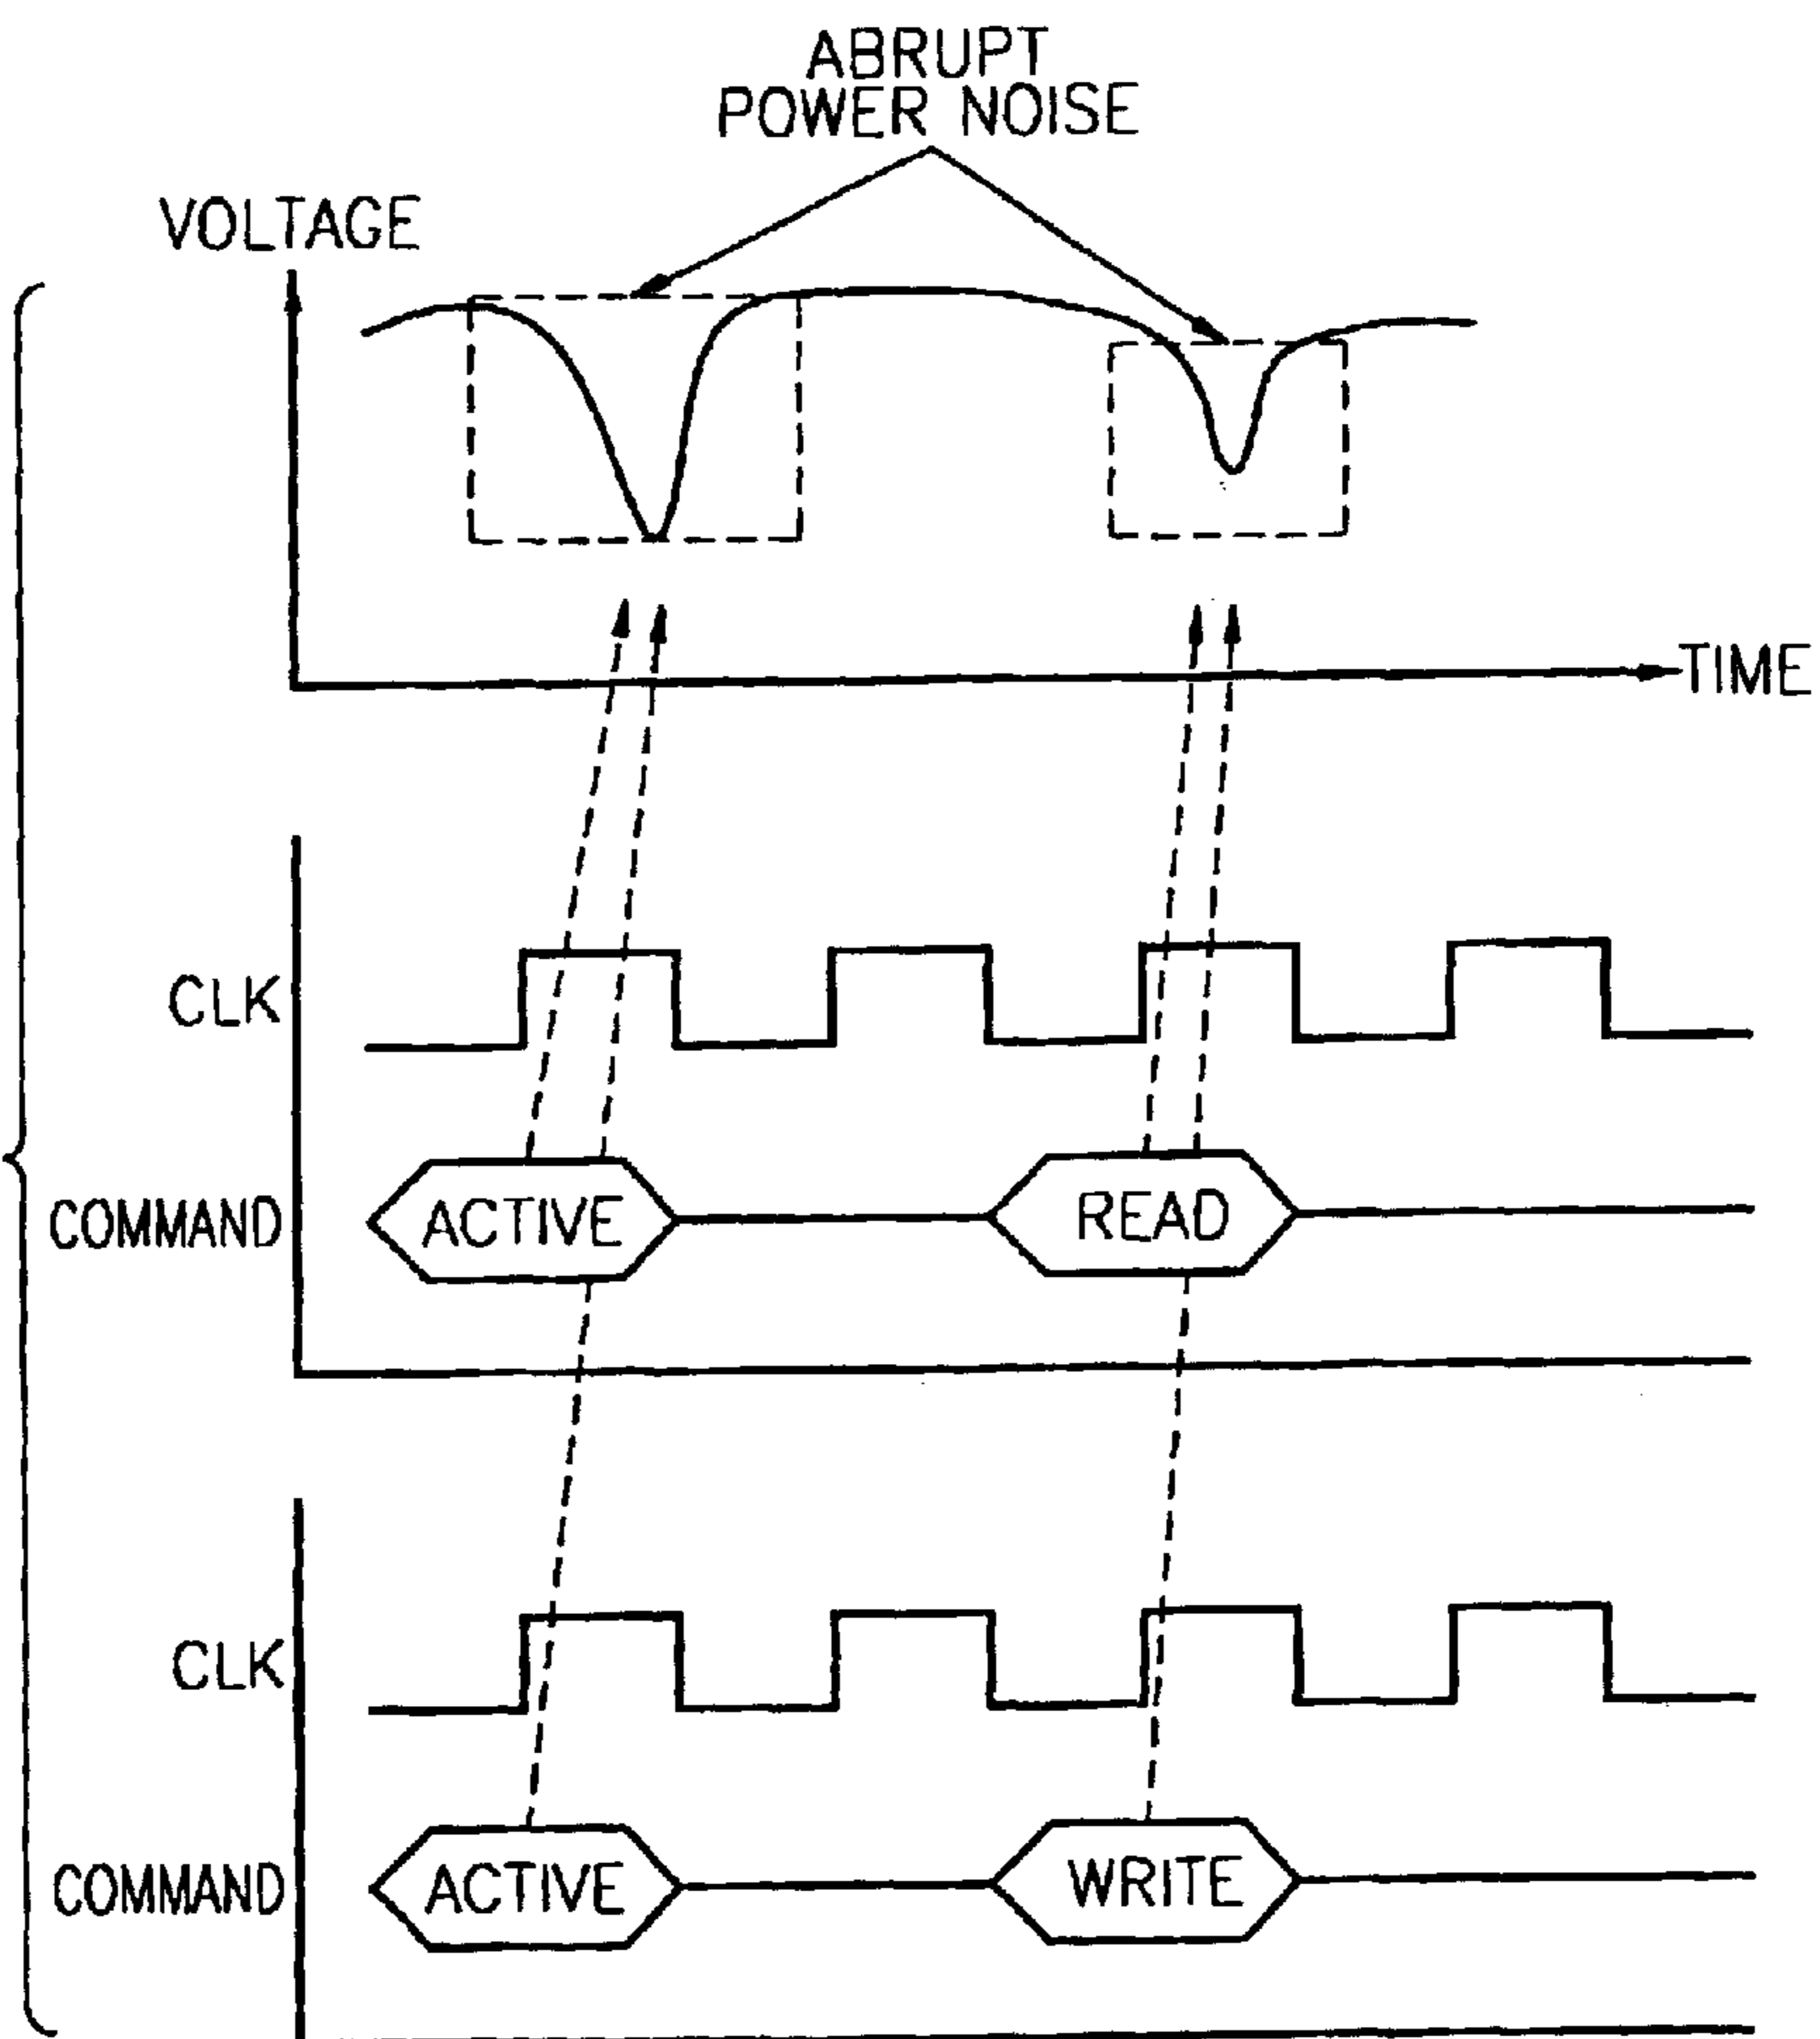 ABRUPT
POWER NOISE
VOLTAGE
TIME
CLK
COMMAND
ACTIVE
READ
CLK
COMMAND
ACTIVE
WRITE